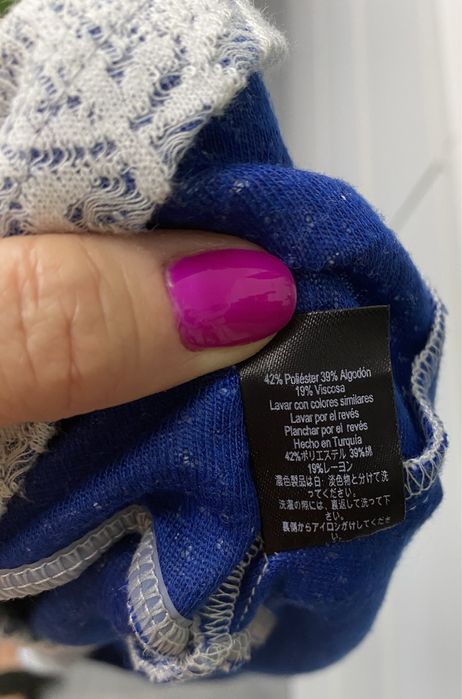 42% Poliéster 39% Algodón
19% Viscosa
Lavar con colores similares
Lavar por el revés
Planchar por el revés
Hecho en Turquía
42%ポリエステル 39%綿
19%レーヨン
濃色製品は白・淡色物と分けて洗
ってください。
洗濯の際には、裏返して洗って下
さい。
裏側からアイロンがけしてくださ
い。